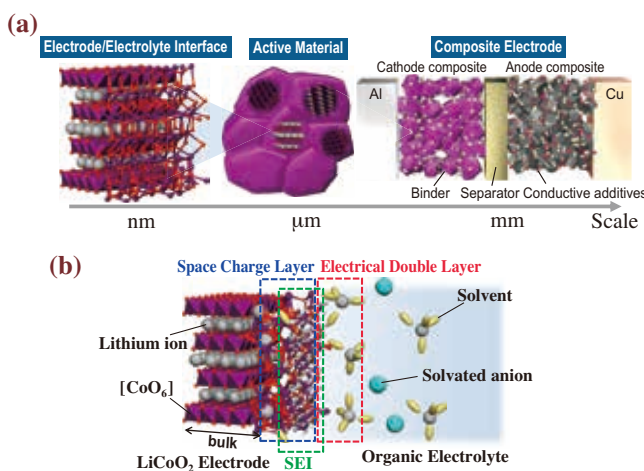 (a)
Electrode/Electrolyte Interface
Active Material
Composite Electrode
Cathode composite
Anode composite
Al
Cu
Binder
Separator
Conductive additives
nm
μm
mm
Scale
(b)
Space Charge Layer
Electrical Double Layer
Solvent
Lithium ion
Solvated anion
[CoO₆]
bulk
LiCoO₂ Electrode
SEI
Organic Electrolyte